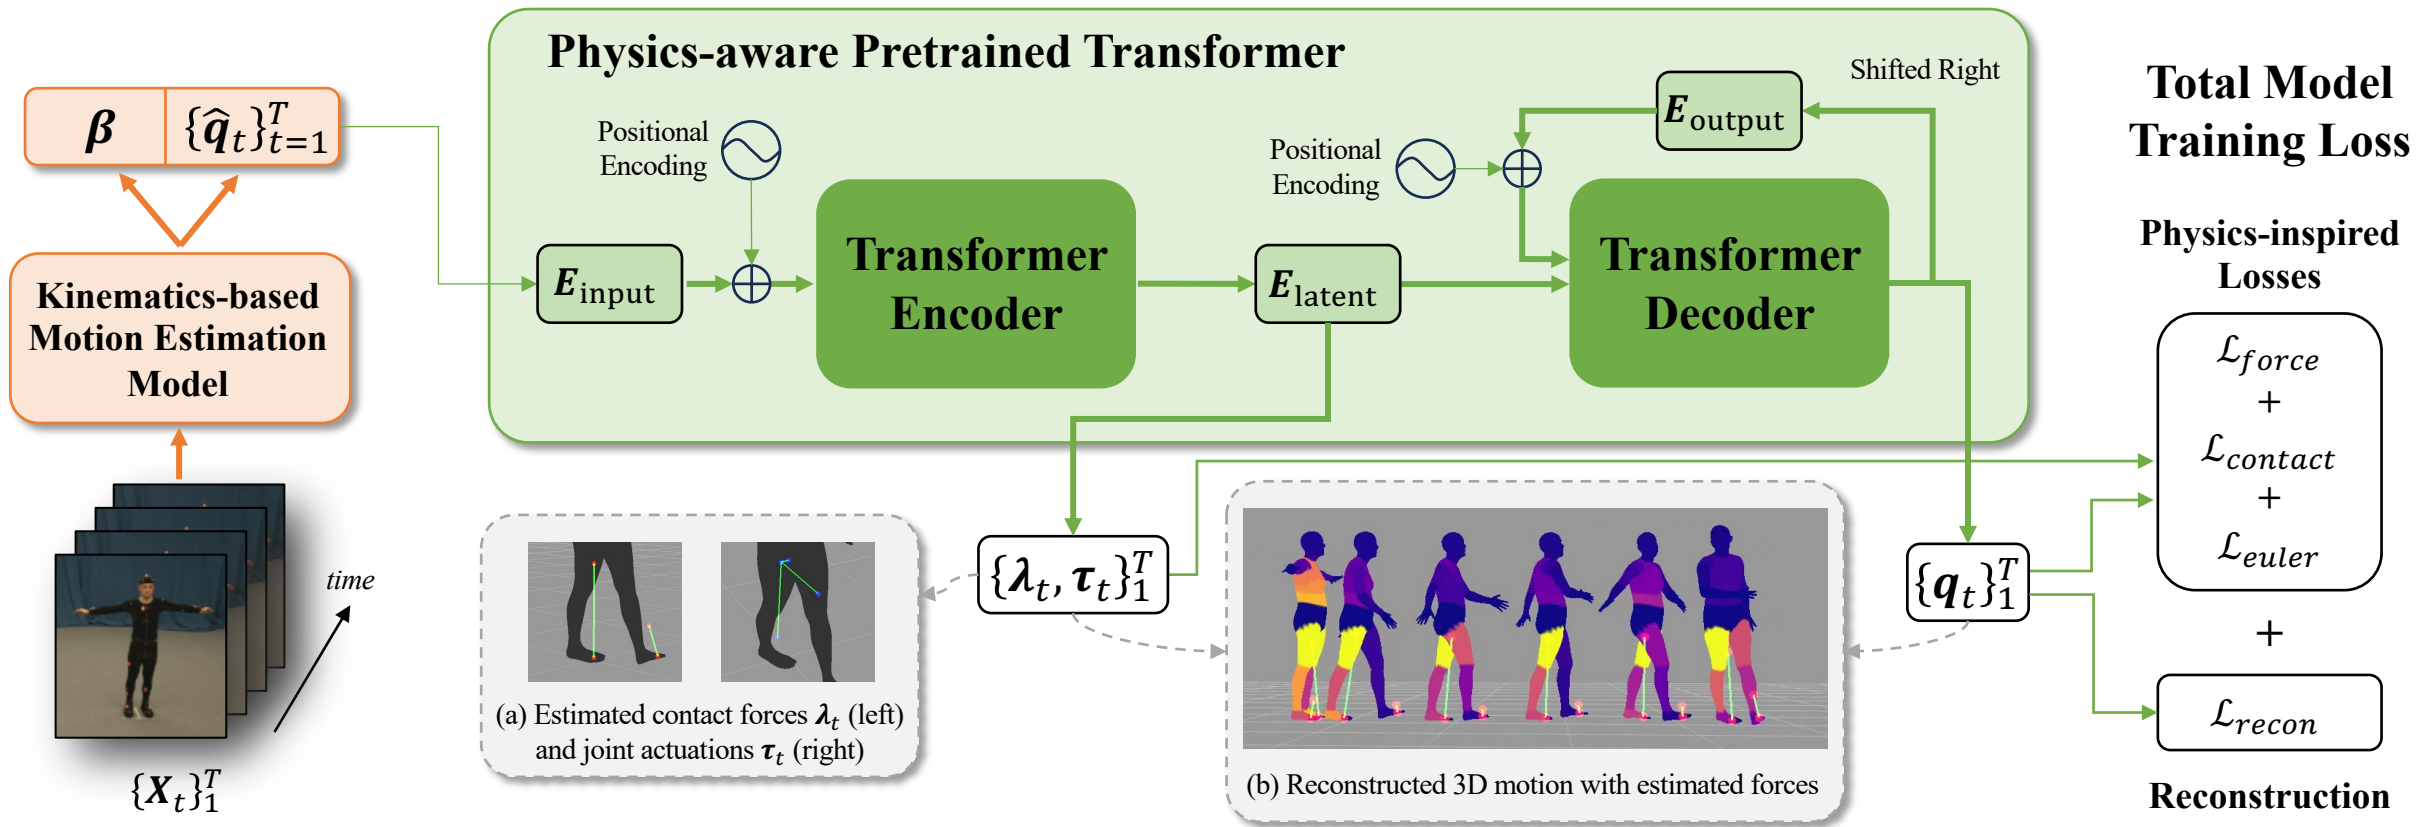 Physics-aware Pretrained Transformer
Shifted Right
Total Model
Training Loss
β
{q̂_t}_{t=1}^T
Positional
Encoding
E_output
Positional
Encoding
Kinematics-based
Motion Estimation
Model
E_input
Transformer
Encoder
E_latent
Transformer
Decoder
Physics-inspired
Losses
ℒ_force
+
ℒ_contact
+
ℒ_euler
+
ℒ_recon
Reconstruction
time
{X_t}_1^T
{λ_t, τ_t}_1^T
{q_t}_1^T
(a) Estimated contact forces λ_t (left)
and joint actuations τ_t (right)
(b) Reconstructed 3D motion with estimated forces